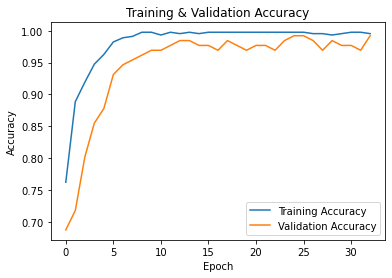 Training & Validation Accuracy
1.00
0.95
0.90
0.85
0.80
0.75
0.70
Accuracy
Training Accuracy
Validation Accuracy
0 5 10 15 20 25 30
Epoch